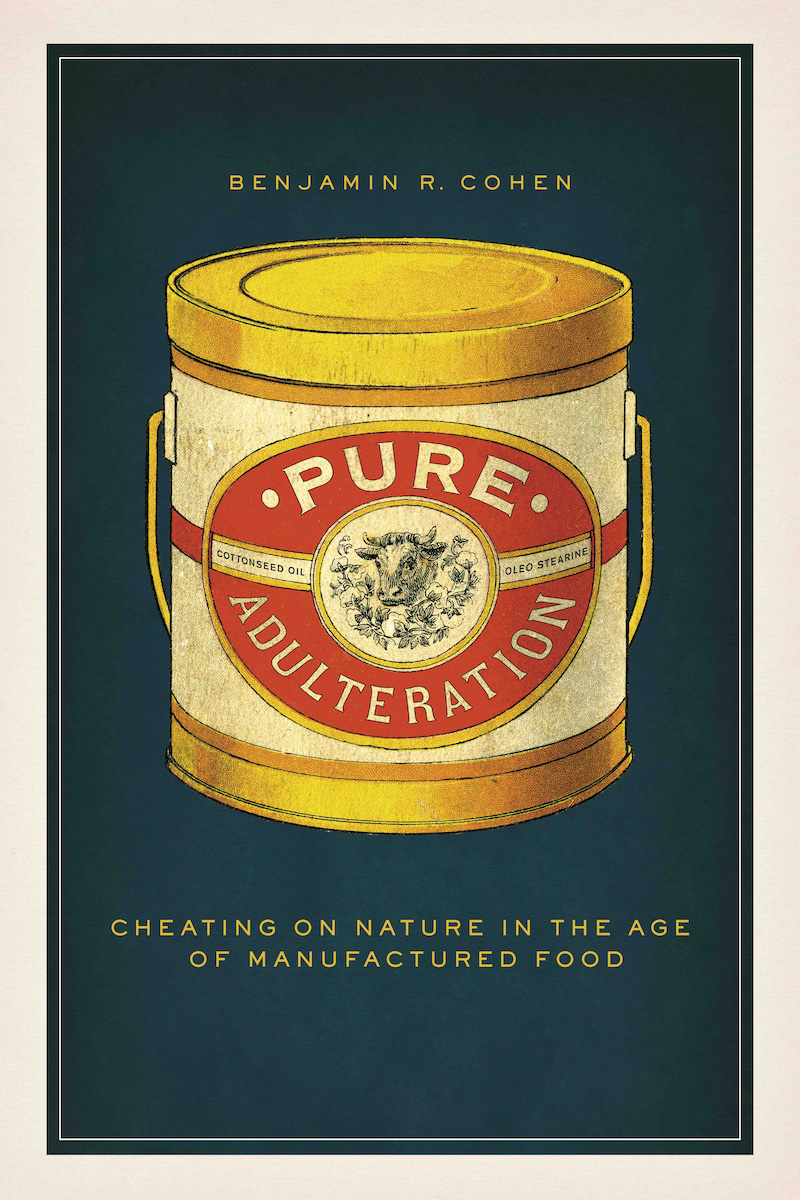 BENJAMIN R. COHEN
PURE
COTTONSEED OIL
OLEO STEARINE
ADULTERATION
CHEATING ON NATURE IN THE AGE
OF MANUFACTURED FOOD